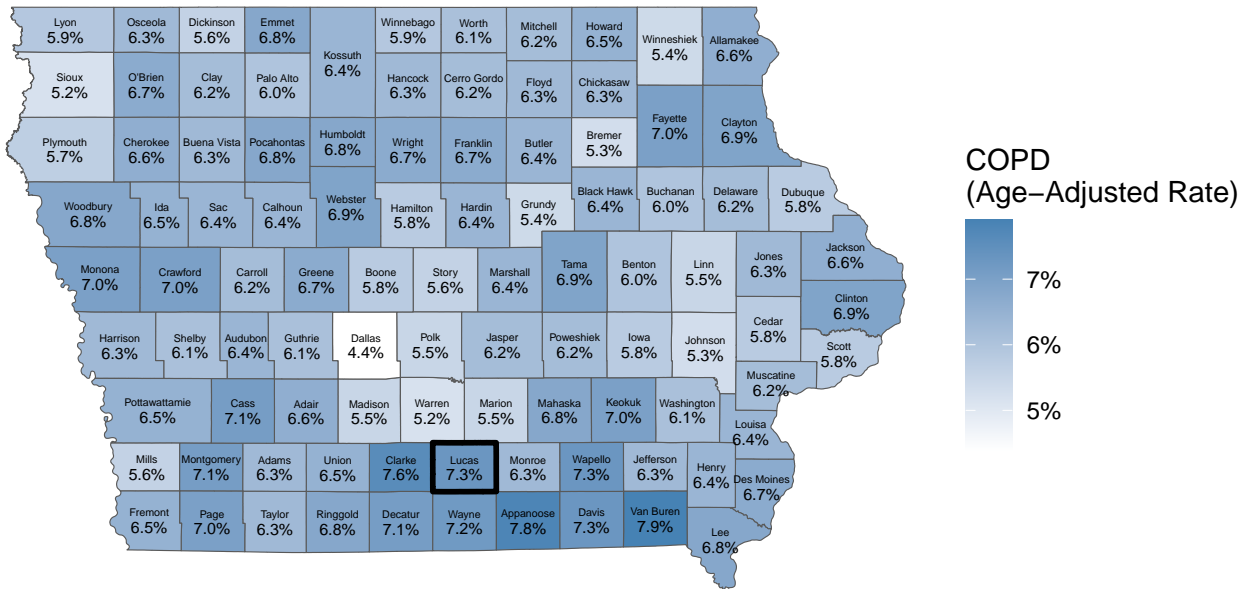 Lyon
5.9%
Osceola
6.3%
Dickinson
5.6%
Emmet
6.8%
Kossuth
6.4%
Winnebago
5.9%
Worth
6.1%
Mitchell
6.2%
Howard
6.5%
Winneshiek
5.4%
Allamakee
6.6%
Sioux
5.2%
O'Brien
6.7%
Clay
6.2%
Palo Alto
6.0%
Hancock
6.3%
Cerro Gordo
6.2%
Floyd
6.3%
Chickasaw
6.3%
Fayette
7.0%
Clayton
6.9%
Plymouth
5.7%
Cherokee
6.6%
Buena Vista
6.3%
Pocahontas
6.8%
Humboldt
6.8%
Wright
6.7%
Franklin
6.7%
Butler
6.4%
Bremer
5.3%
Woodbury
6.8%
Ida
6.5%
Sac
6.4%
Calhoun
6.4%
Webster
6.9%
Hamilton
5.8%
Hardin
6.4%
Grundy
5.4%
Black Hawk
6.4%
Buchanan
6.0%
Delaware
6.2%
Dubuque
5.8%
Monona
7.0%
Crawford
7.0%
Carroll
6.2%
Greene
6.7%
Boone
5.8%
Story
5.6%
Marshall
6.4%
Tama
6.9%
Benton
6.0%
Linn
5.5%
Jones
6.3%
Jackson
6.6%
Clinton
6.9%
Harrison
6.3%
Shelby
6.1%
Audubon
6.4%
Guthrie
6.1%
Dallas
4.4%
Polk
5.5%
Jasper
6.2%
Poweshiek
6.2%
Iowa
5.8%
Johnson
5.3%
Cedar
5.8%
Scott
5.8%
Muscatine
6.2%
Pottawattamie
6.5%
Cass
7.1%
Adair
6.6%
Madison
5.5%
Warren
5.2%
Marion
5.5%
Mahaska
6.8%
Keokuk
7.0%
Washington
6.1%
Louisa
6.4%
Mills
5.6%
Montgomery
7.1%
Adams
6.3%
Union
6.5%
Clarke
7.6%
Lucas
7.3%
Monroe
6.3%
Wapello
7.3%
Jefferson
6.3%
Henry
6.4%
Des Moines
6.7%
Fremont
6.5%
Page
7.0%
Taylor
6.3%
Ringgold
6.8%
Decatur
7.1%
Wayne
7.2%
Appanoose
7.8%
Davis
7.3%
Van Buren
7.9%
Lee
6.8%
COPD
(Age−Adjusted Rate)
7%
6%
5%